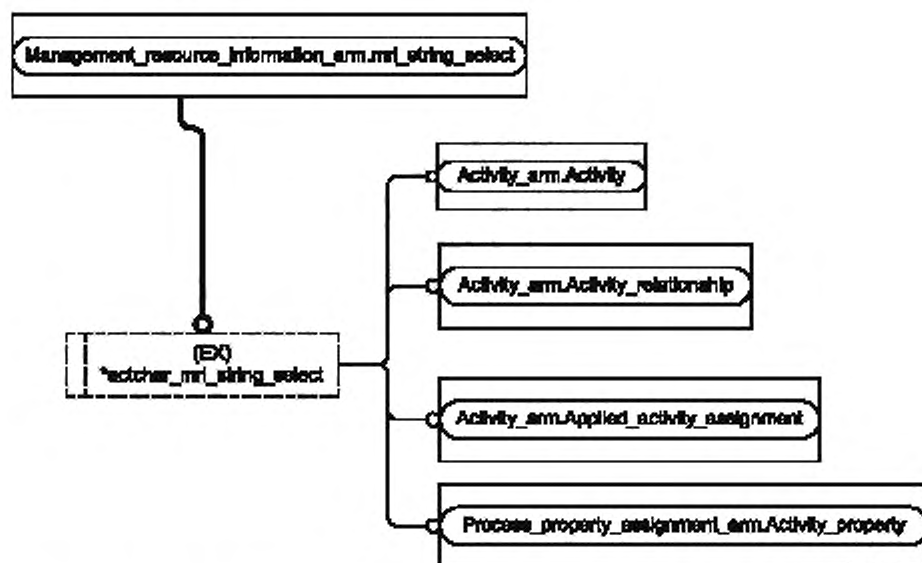 Management_resource_information_arm.mri_string_select
Activity_arm.Activity
Activity_arm.Activity_relationship
(EX)
*actchar_mri_string_select
Activity_arm.Applied_activity_assignment
Process_property_assignment_arm.Activity_property